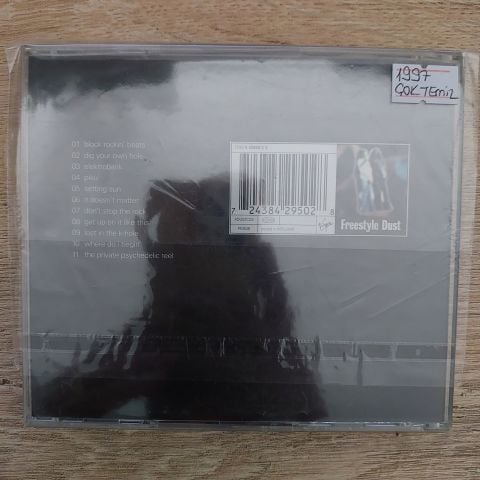 1997
ÇOK TEMİZ
01 block rockin' beats
02 dig your own hole
03 elektrobank
04 piku
05 setting sun
06 it doesn't matter
07 don't stop the rock
08 get up on it like this
09 lost in the k-hole
10 where do i begin
11 the private psychedelic reel
7 24384 29502 8
Freestyle Dust
Virgin